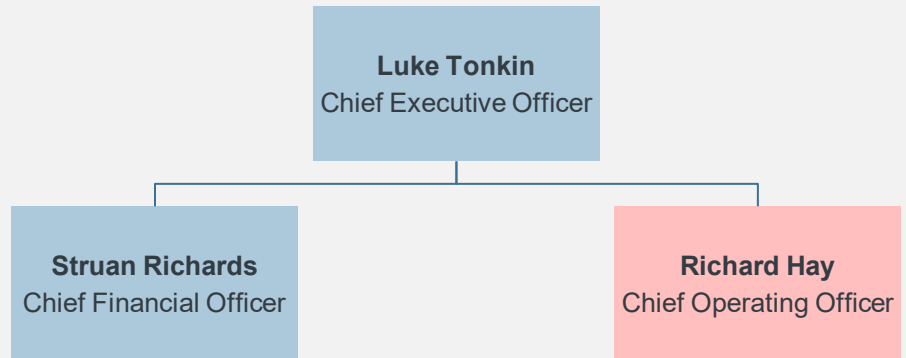 Luke Tonkin
Chief Executive Officer
Struan Richards
Chief Financial Officer
Richard Hay
Chief Operating Officer